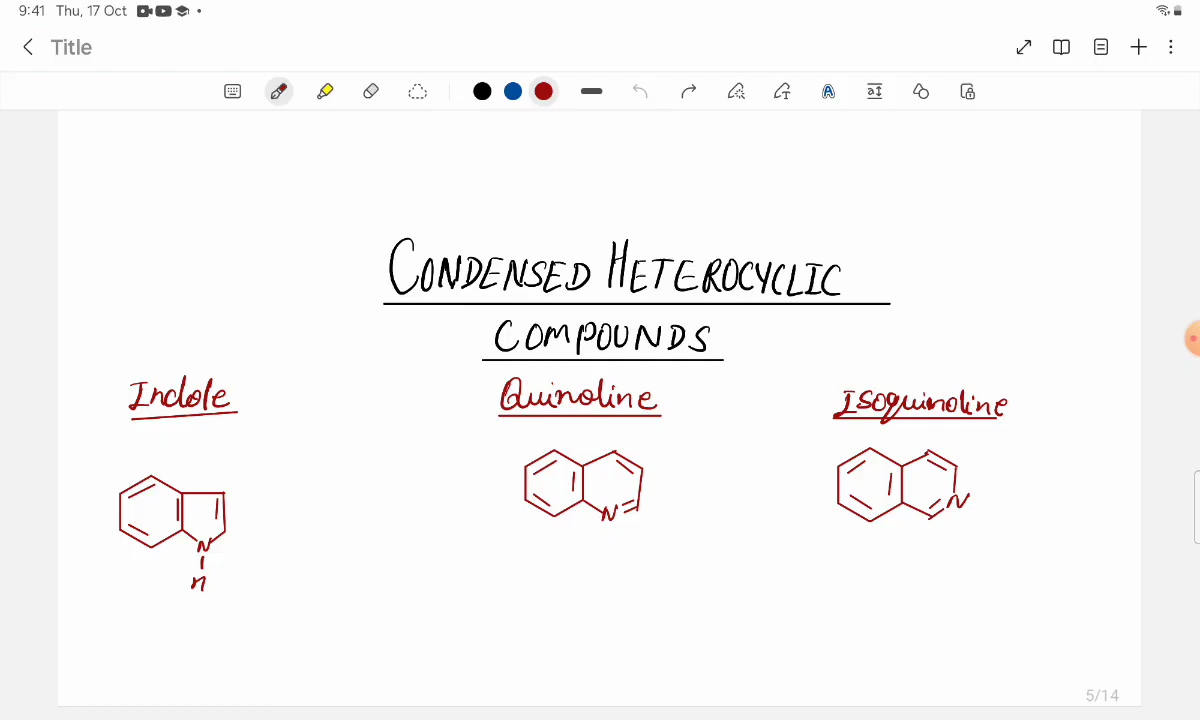 9:41 Thu, 17 Oct
Title
CONDENSED HETEROCYCLIC
COMPOUNDS
Indole
Quinoline
Isoquinoline
N
H
N
N
5/14